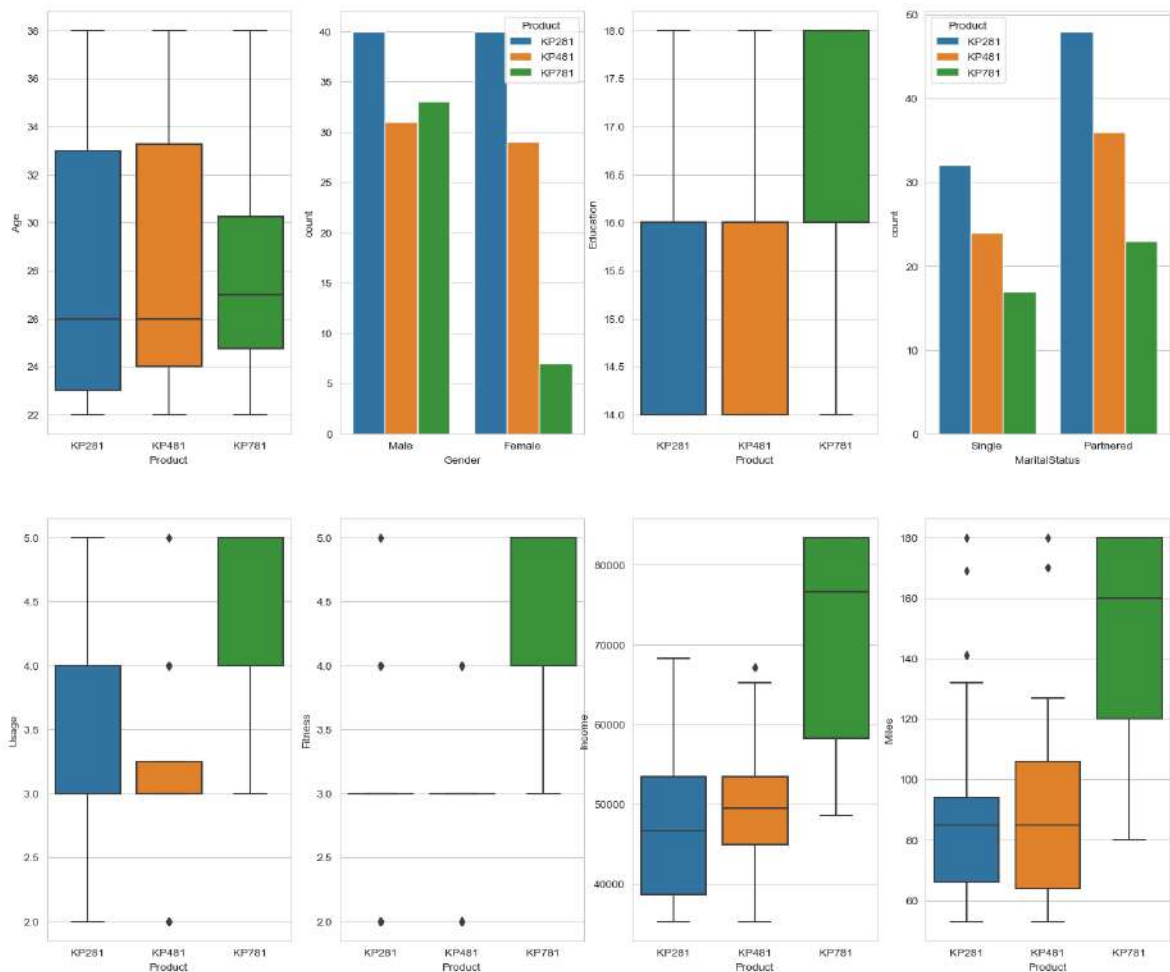 Age
38
36
34
32
30
28
26
24
22
KP281 KP481 KP781
Product
count
40
35
30
25
20
15
10
5
0
Product
KP281
KP481
KP781
Male Female
Gender
Education
18.0
17.5
17.0
16.5
16.0
15.5
15.0
14.5
14.0
KP281 KP481 KP781
Product
count
50
40
30
20
10
0
Product
KP281
KP481
KP781
Single Partnered
MaritalStatus
Usage
5.0
4.5
4.0
3.5
3.0
2.5
2.0
KP281 KP481 KP781
Product
Fitness
5.0
4.5
4.0
3.5
3.0
2.5
2.0
KP281 KP481 KP781
Product
Income
80000
70000
60000
50000
40000
KP281 KP481 KP781
Product
Miles
180
160
140
120
100
80
60
KP281 KP481 KP781
Product